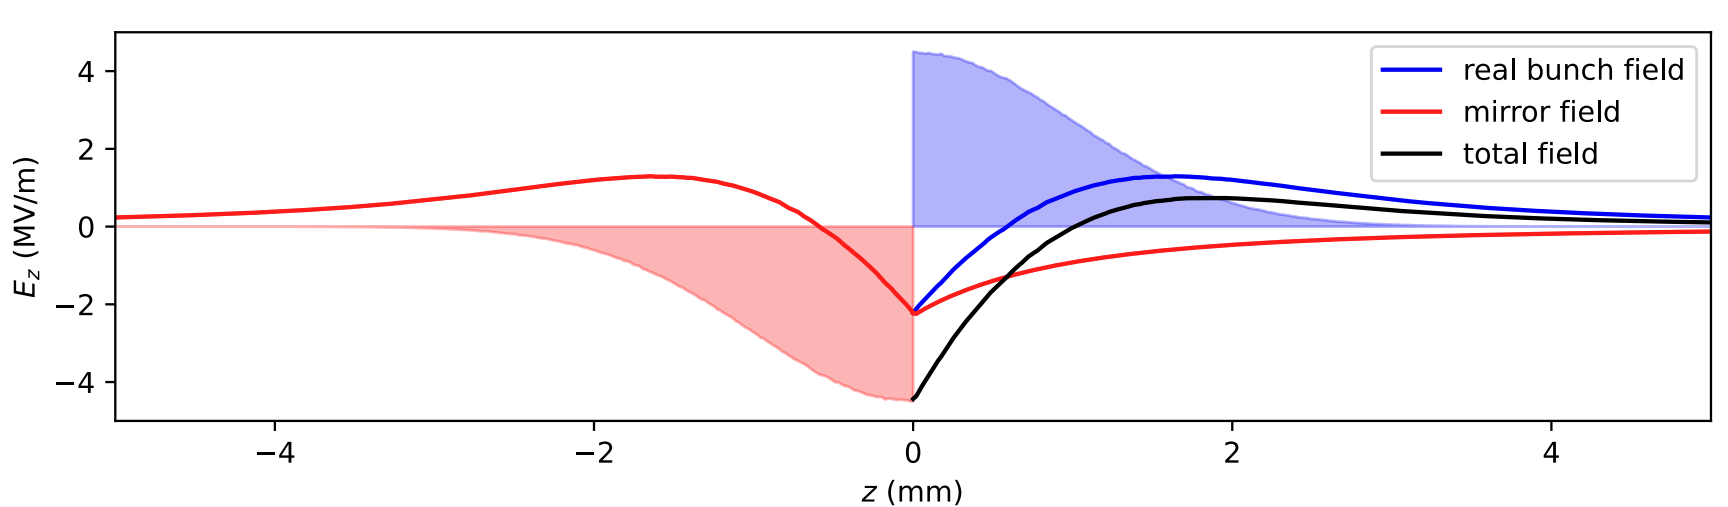 4
2
0
−2
−4
E_z (MV/m)
real bunch field
mirror field
total field
−4 −2 0 2 4
z (mm)